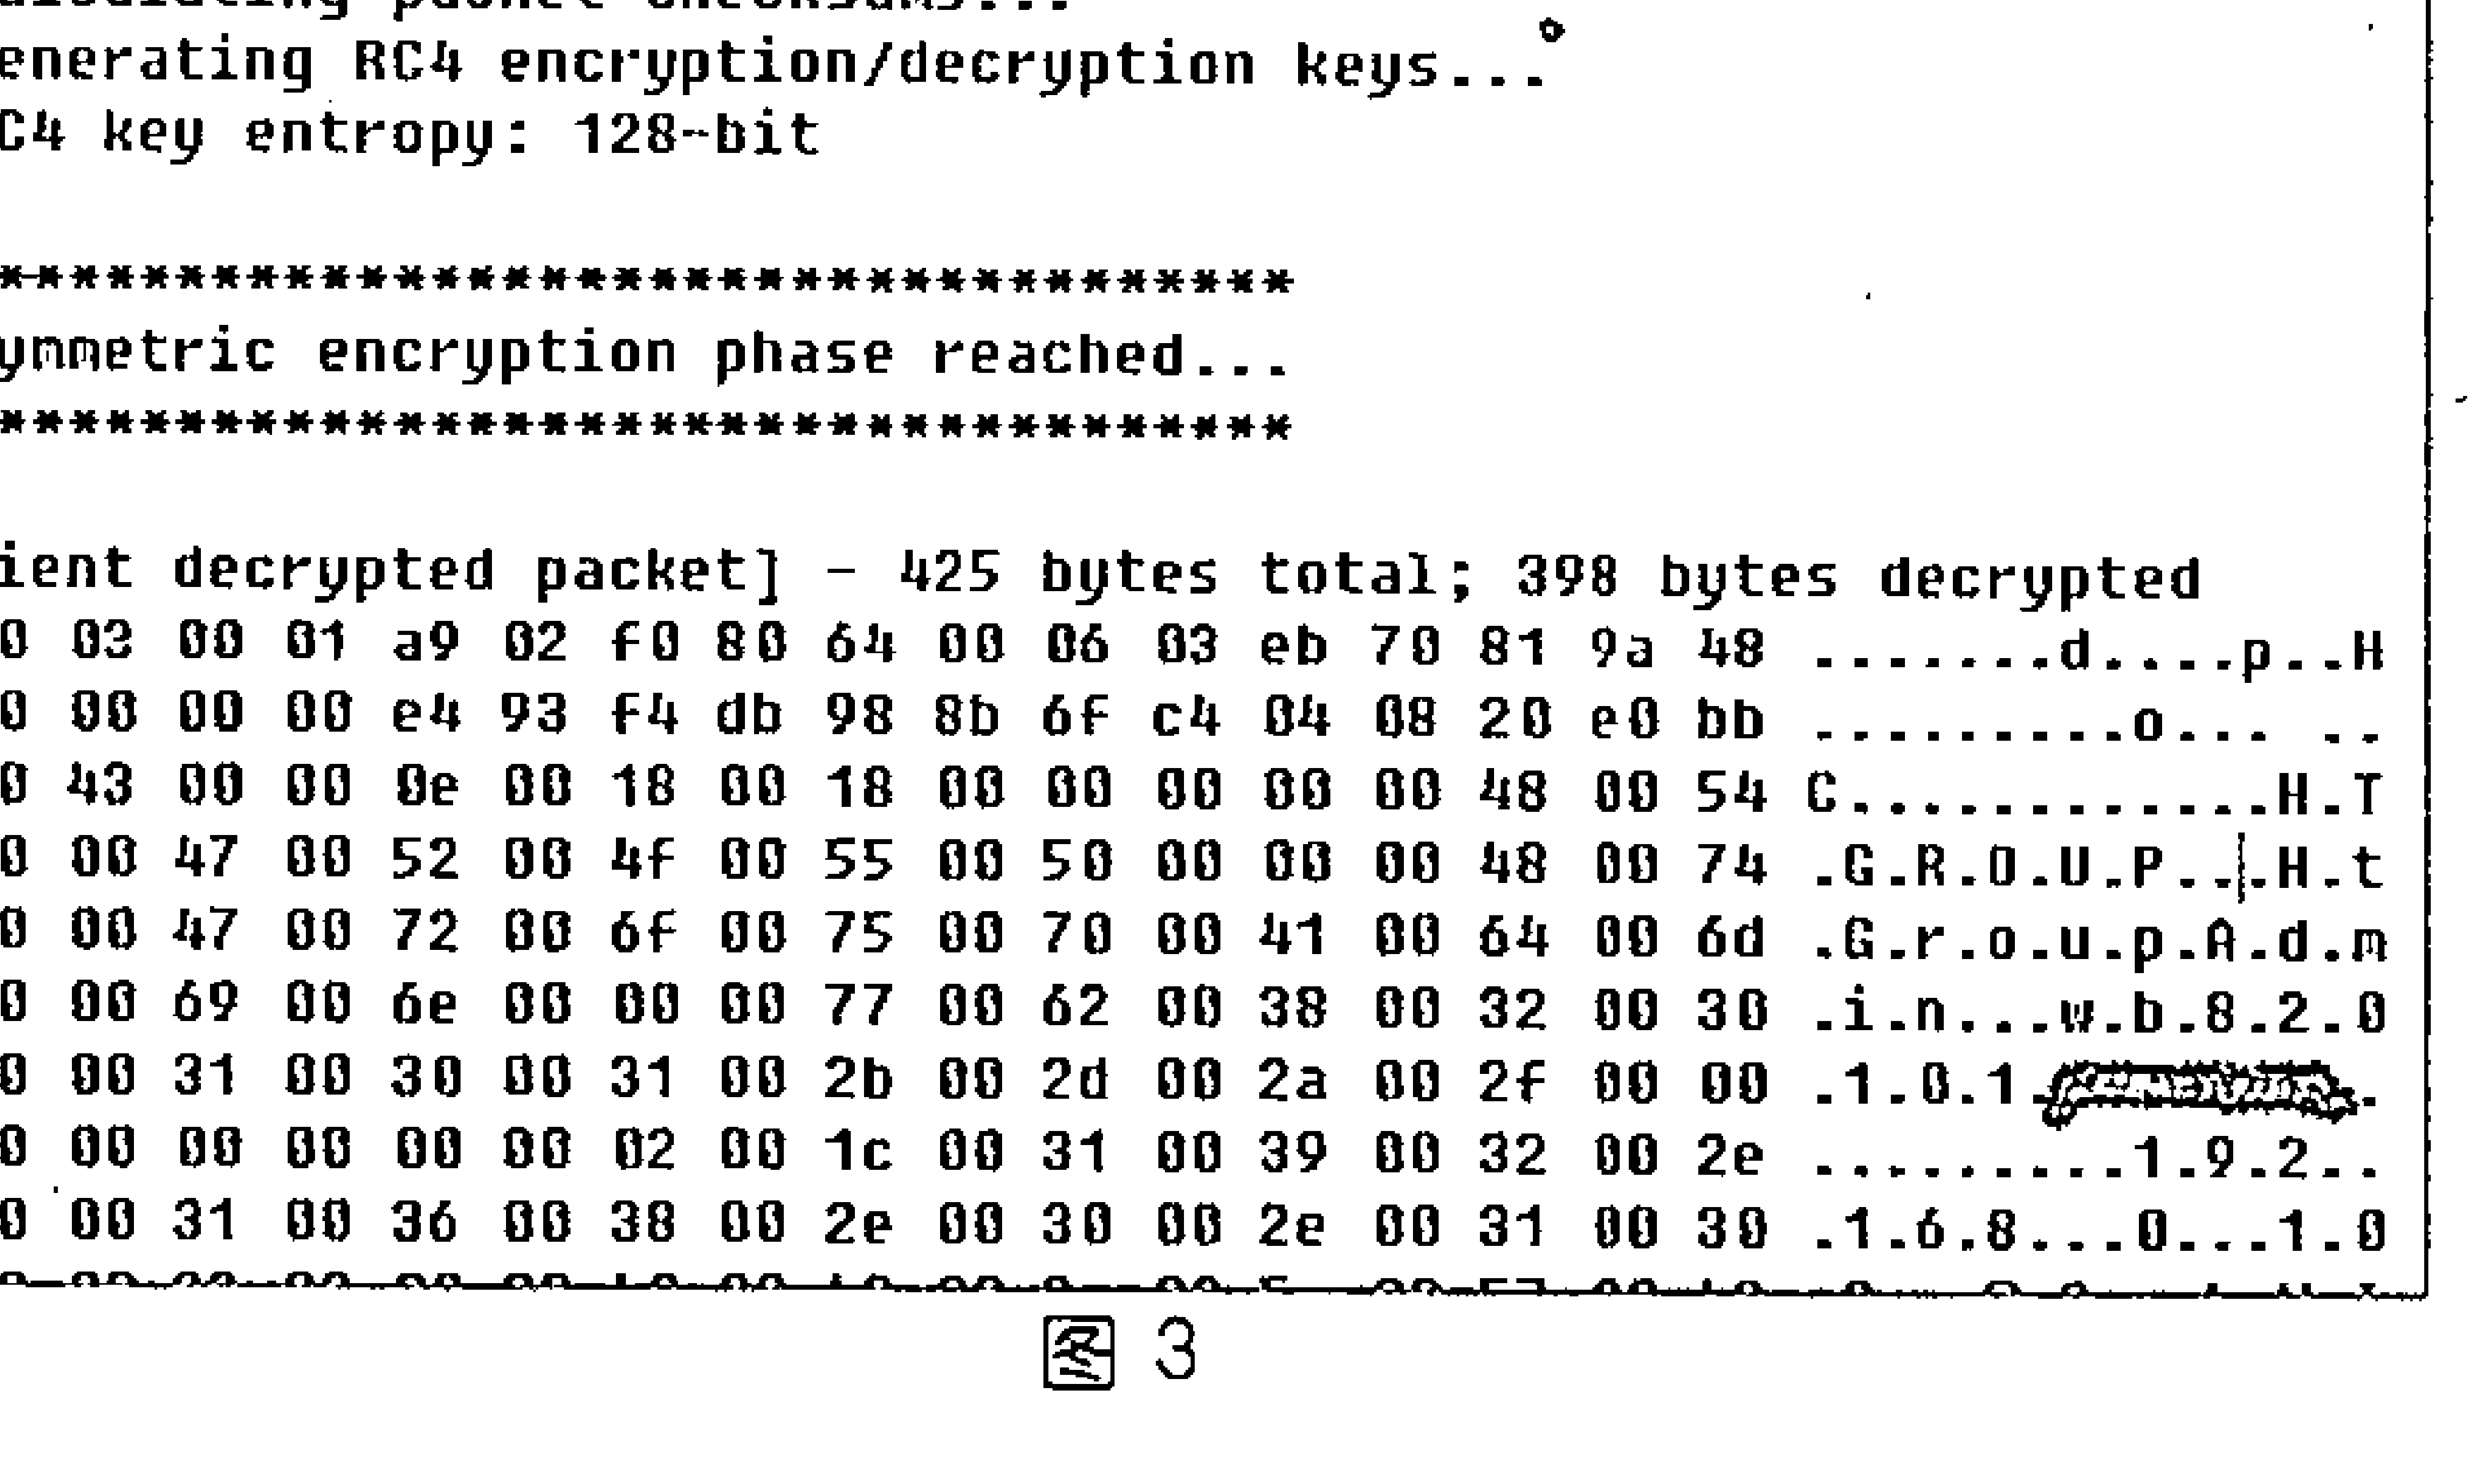 alculating packet checksums...
enerating RC4 encryption/decryption keys...
C4 key entropy: 128-bit
************************************
ymmetric encryption phase reached...
************************************
ient decrypted packet] - 425 bytes total; 398 bytes decrypted
0 03 00 01 a9 02 f0 80 64 00 06 03 eb 70 81 9a 48 .......d....p..H
0 00 00 00 e4 93 f4 db 98 8b 6f c4 04 08 20 e0 bb .........o... ..
0 43 00 00 0e 00 18 00 18 00 00 00 00 00 48 00 54 C............H.T
0 00 47 00 52 00 4f 00 55 00 50 00 00 00 48 00 74 .G.R.O.U.P...H.t
0 00 47 00 72 00 6f 00 75 00 70 00 41 00 64 00 6d .G.r.o.u.p.A.d.m
0 00 69 00 6e 00 00 00 77 00 62 00 38 00 32 00 30 .i.n...w.b.8.2.0
0 00 31 00 30 00 31 00 2b 00 2d 00 2a 00 2f 00 00 .1.0.1.
0 00 00 00 00 00 02 00 1c 00 31 00 39 00 32 00 2e .........1.9.2..
0 00 31 00 36 00 38 00 2e 00 30 00 2e 00 31 00 30 .1.6.8...0...1.0
图 3